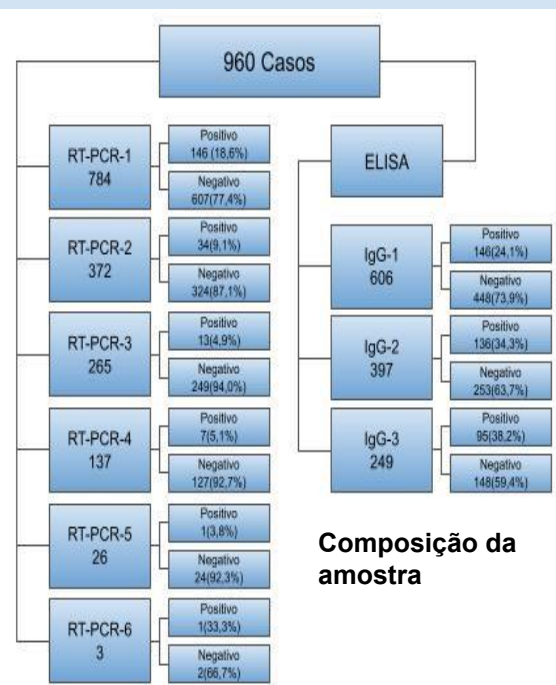 960 Casos
RT-PCR-1
784
Positivo
146 (18,6%)
Negativo
607(77,4%)
RT-PCR-2
372
Positivo
34(9,1%)
Negativo
324(87,1%)
RT-PCR-3
265
Positivo
13(4,9%)
Negativo
249(94,0%)
RT-PCR-4
137
Positivo
7(5,1%)
Negativo
127(92,7%)
RT-PCR-5
26
Positivo
1(3,8%)
Negativo
24(92,3%)
RT-PCR-6
3
Positivo
1(33,3%)
Negativo
2(66,7%)
ELISA
IgG-1
606
Positivo
146(24,1%)
Negativo
448(73,9%)
IgG-2
397
Positivo
136(34,3%)
Negativo
253(63,7%)
IgG-3
249
Positivo
95(38,2%)
Negativo
148(59,4%)
Composição da
amostra